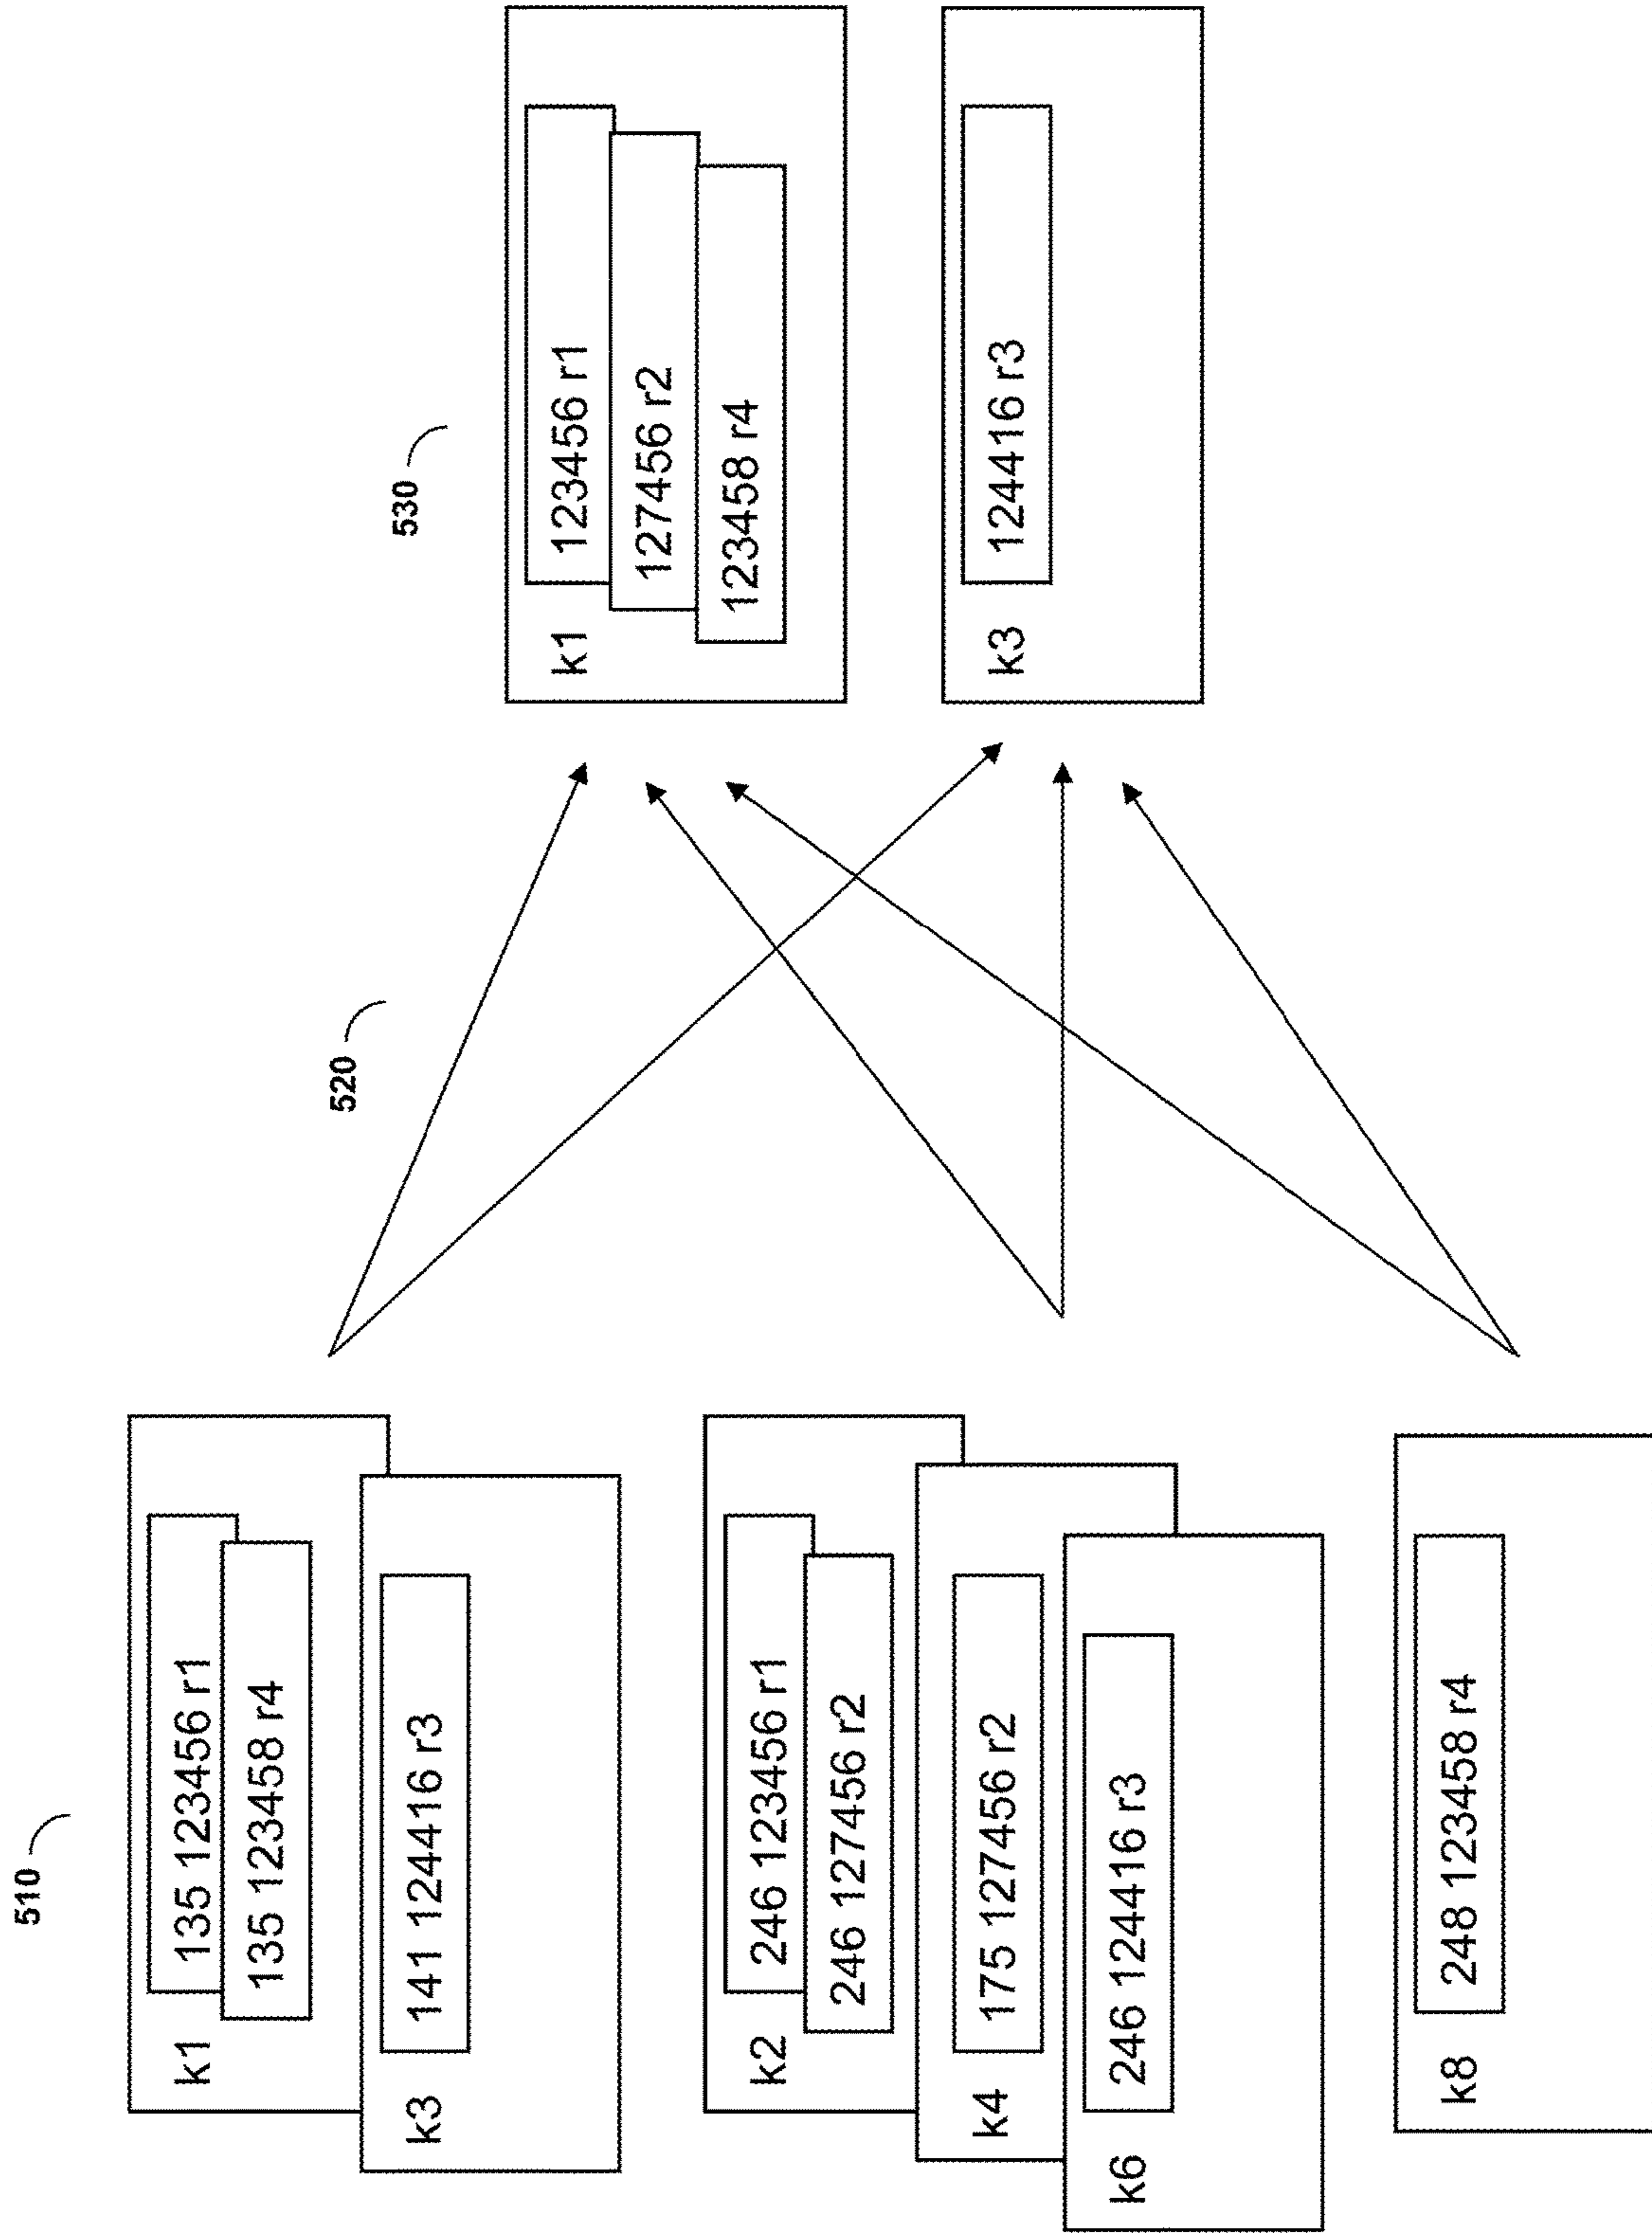 510
520
530
k1
135 123456 r1
135 123458 r4
k3
141 124416 r3
k2
246 123456 r1
246 127456 r2
k4
175 127456 r2
k6
246 124416 r3
k8
248 123458 r4
k1
123456 r1
127456 r2
123458 r4
k3
124416 r3